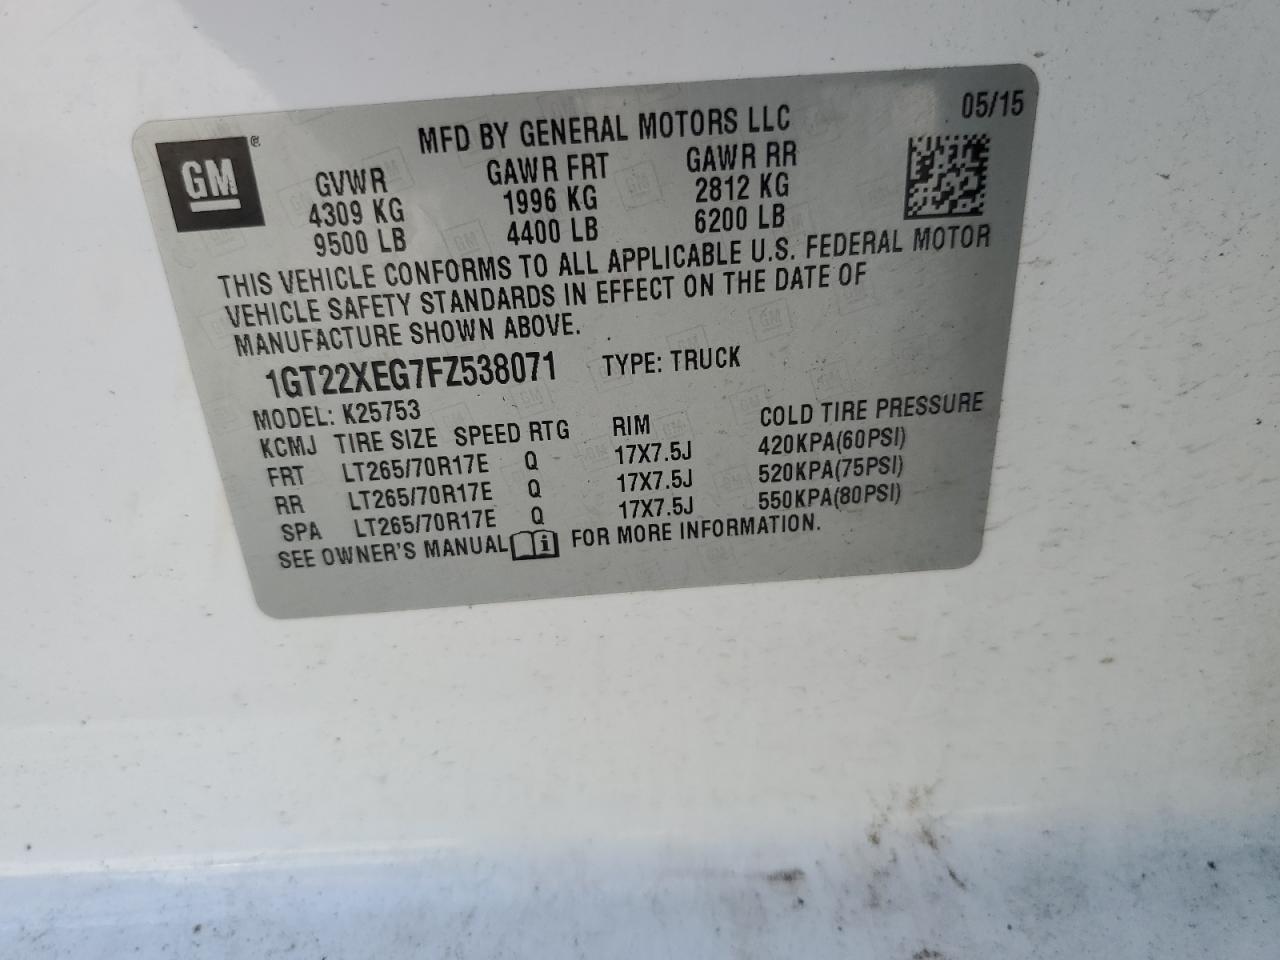 05/15
GM ®
MFD BY GENERAL MOTORS LLC
GVWR GAWR FRT GAWR RR
4309 KG 1996 KG 2812 KG
9500 LB 4400 LB 6200 LB
THIS VEHICLE CONFORMS TO ALL APPLICABLE U.S. FEDERAL MOTOR
VEHICLE SAFETY STANDARDS IN EFFECT ON THE DATE OF
MANUFACTURE SHOWN ABOVE.
1GT22XEG7FZ538071 TYPE: TRUCK
MODEL: K25753
KCMJ TIRE SIZE SPEED RTG RIM COLD TIRE PRESSURE
FRT LT265/70R17E Q 17X7.5J 420KPA(60PSI)
RR LT265/70R17E Q 17X7.5J 520KPA(75PSI)
SPA LT265/70R17E Q 17X7.5J 550KPA(80PSI)
SEE OWNER'S MANUAL i FOR MORE INFORMATION.